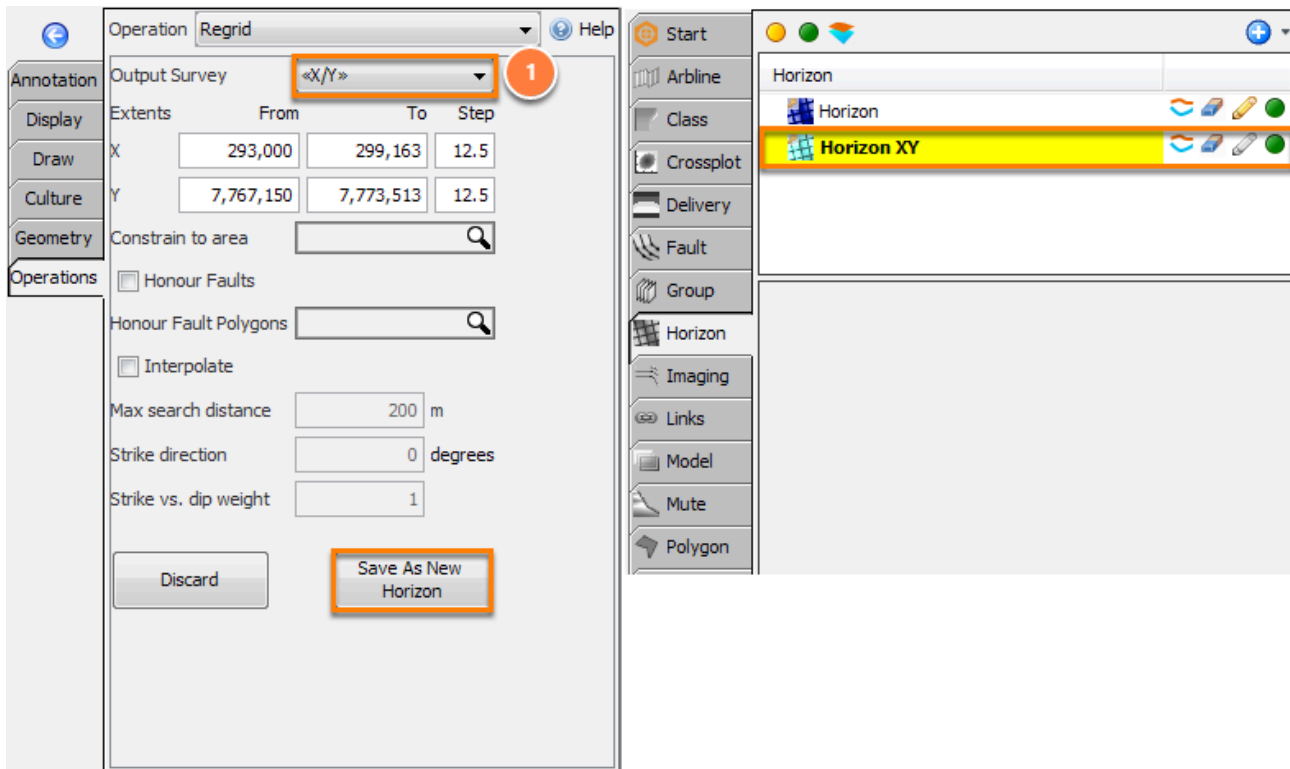 Operation Regrid Help
Annotation
Display
Draw
Culture
Geometry
Operations
Output Survey «X/Y» 1
Extents From To Step
X 293,000 299,163 12.5
Y 7,767,150 7,773,513 12.5
Constrain to area
Honour Faults
Honour Fault Polygons
Interpolate
Max search distance 200 m
Strike direction 0 degrees
Strike vs. dip weight 1
Discard
Save As New
Horizon
Start
Arbline
Class
Crossplot
Delivery
Fault
Group
Horizon
Imaging
Links
Model
Mute
Polygon
Horizon
Horizon
Horizon XY